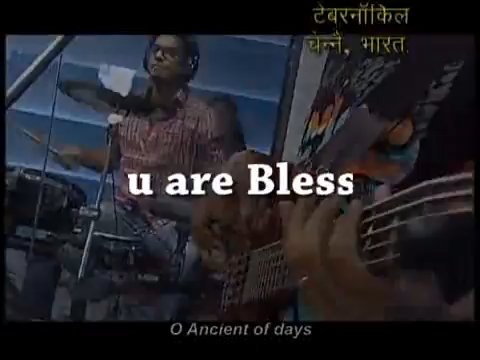 टेबरनॉकिल
चेन्नै, भारत.
u are Bless
O Ancient of days